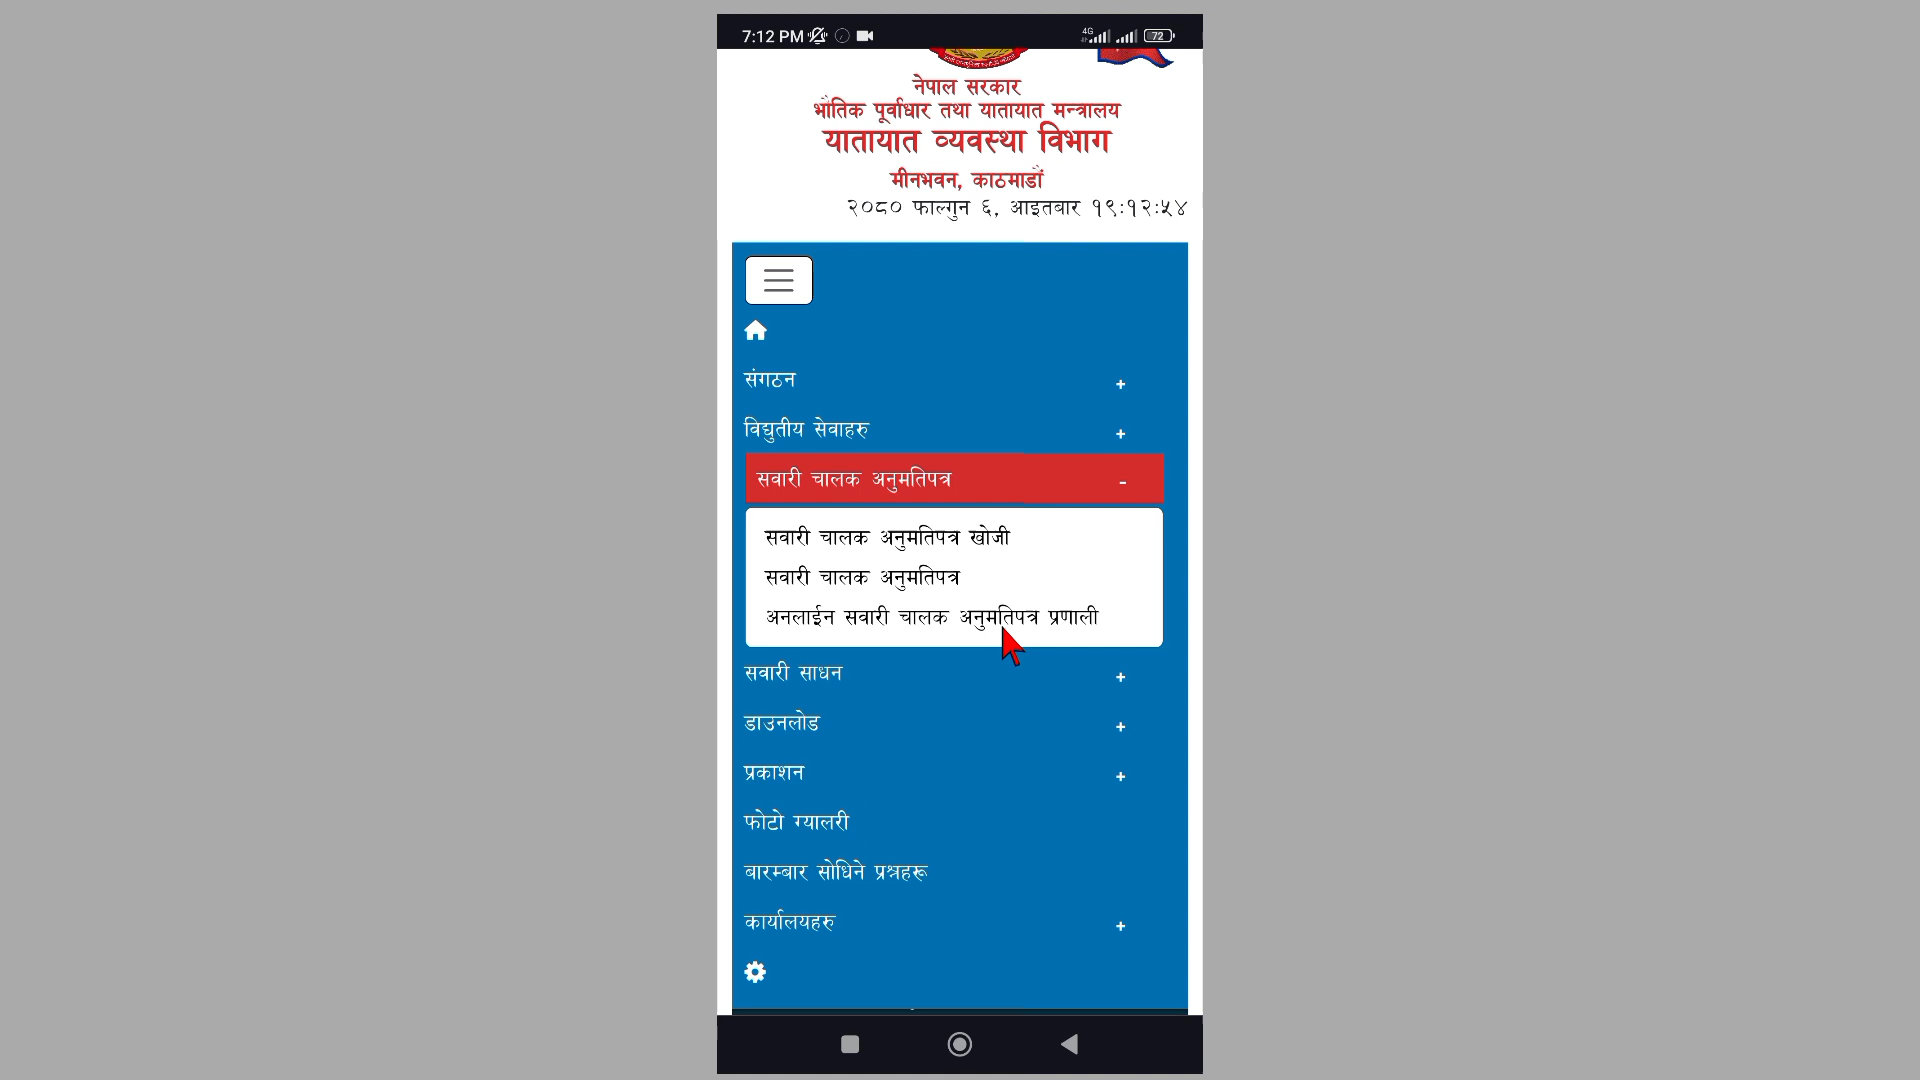 7:12 PM
4G
72
नेपाल सरकार
भौतिक पूर्वाधार तथा यातायात मन्त्रालय
यातायात व्यवस्था विभाग
मीनभवन, काठमाडौं
२०८० फाल्गुन ६, आइतबार १९:१२:५४
संगठन +
विद्युतीय सेवाहरु +
सवारी चालक अनुमतिपत्र -
सवारी चालक अनुमतिपत्र खोजी
सवारी चालक अनुमतिपत्र
अनलाईन सवारी चालक अनुमतिपत्र प्रणाली
सवारी साधन +
डाउनलोड +
प्रकाशन +
फोटो ग्यालरी
बारम्बार सोधिने प्रश्नहरू
कार्यालयहरु +